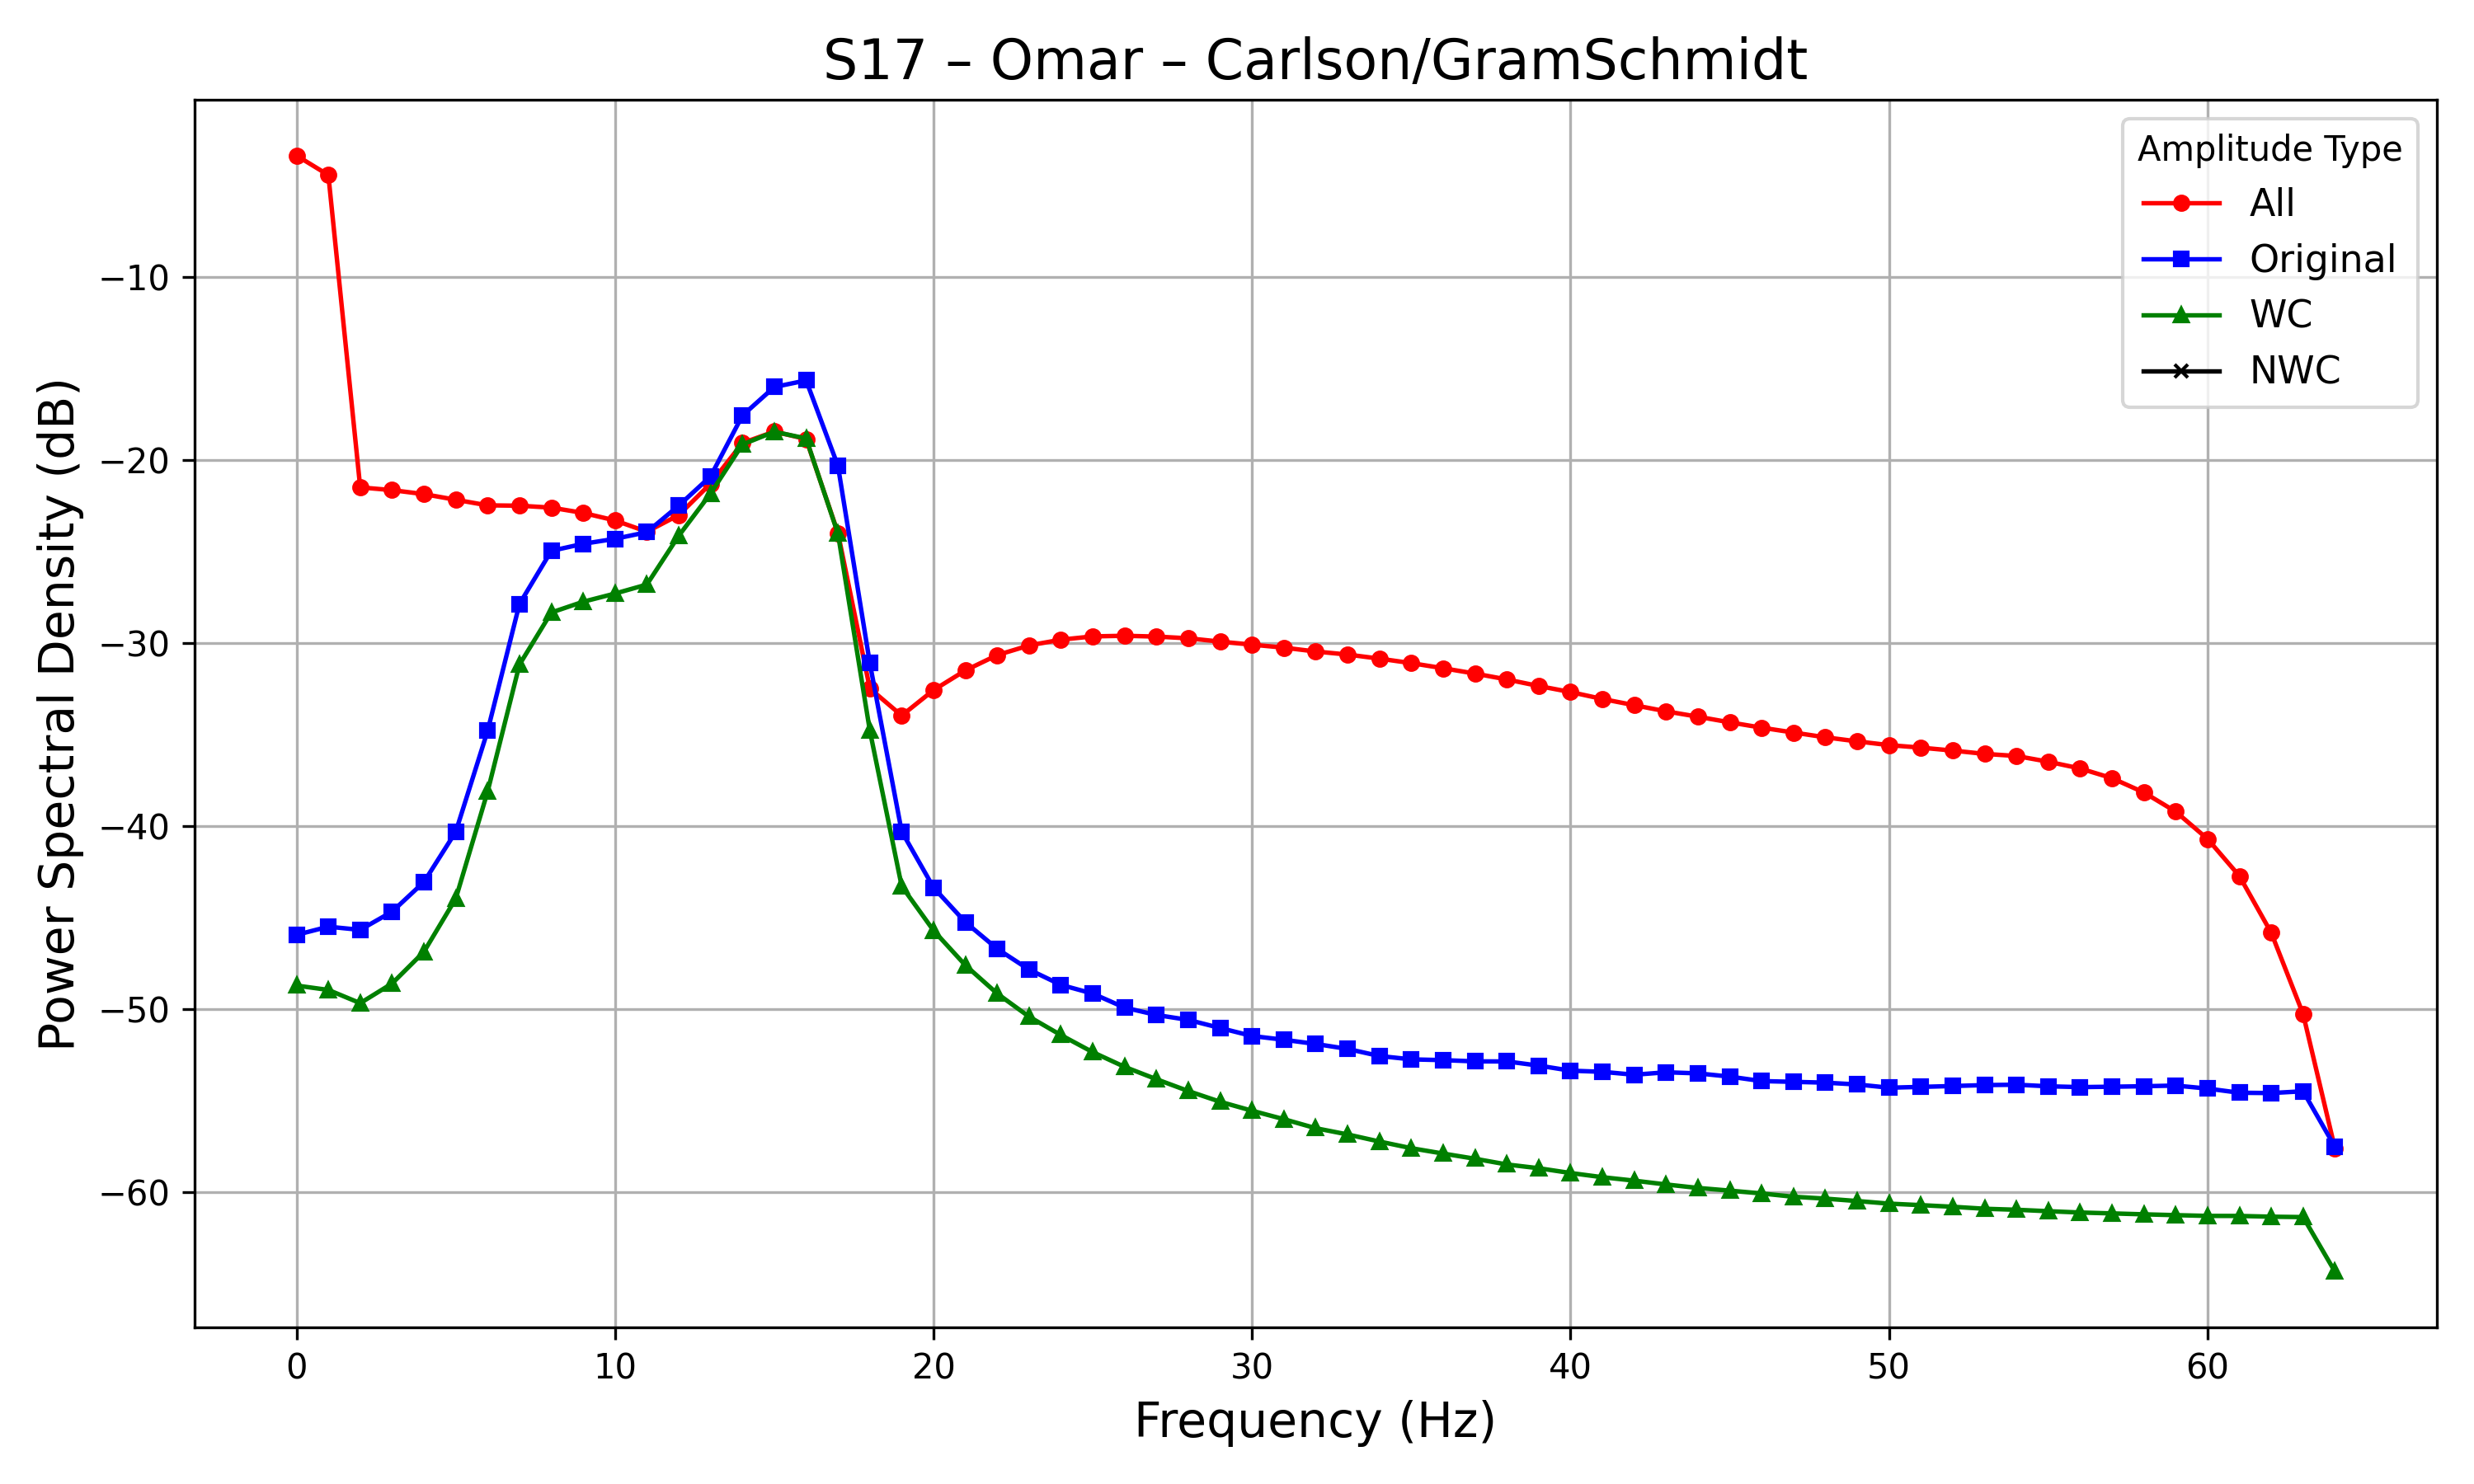 S17 – Omar – Carlson/GramSchmidt
Amplitude Type
All
Original
WC
NWC
Power Spectral Density (dB)
−10
−20
−30
−40
−50
−60
0 10 20 30 40 50 60
Frequency (Hz)